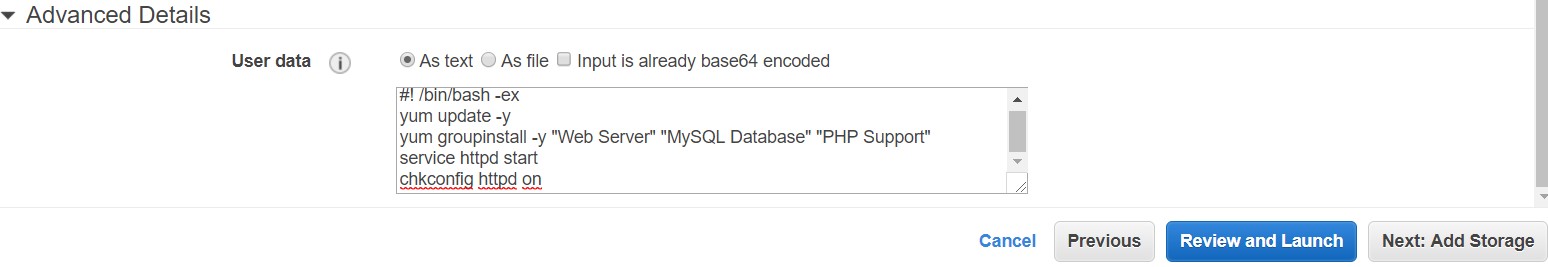 Advanced Details
User data i As text As file Input is already base64 encoded
#! /bin/bash -ex
yum update -y
yum groupinstall -y "Web Server" "MySQL Database" "PHP Support"
service httpd start
chkconfig httpd on
Cancel Previous Review and Launch Next: Add Storage